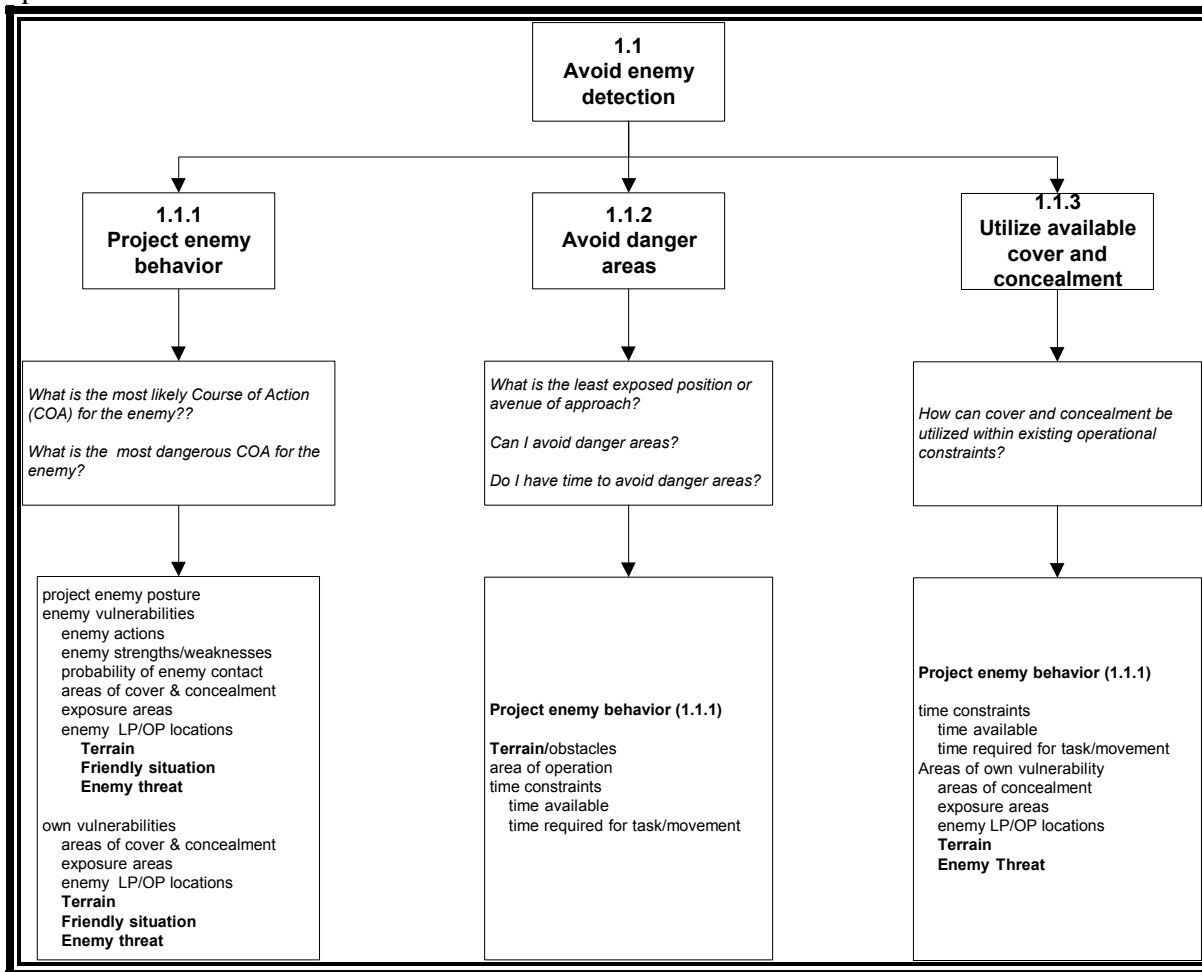 1.1
Avoid enemy
detection
1.1.1
Project enemy
behavior
1.1.2
Avoid danger
areas
1.1.3
Utilize available
cover and
concealment
What is the most likely Course of Action
(COA) for the enemy??
What is the  most dangerous COA for the
enemy?
What is the least exposed position or
avenue of approach?
Can I avoid danger areas?
Do I have time to avoid danger areas?
How can cover and concealment be
utilized within existing operational
constraints?
project enemy posture
enemy vulnerabilities
enemy actions
enemy strengths/weaknesses
probability of enemy contact
areas of cover & concealment
exposure areas
enemy  LP/OP locations
Terrain
Friendly situation
Enemy threat
own vulnerabilities
areas of cover & concealment
exposure areas
enemy  LP/OP locations
Terrain
Friendly situation
Enemy threat
Project enemy behavior (1.1.1)
Terrain/obstacles
area of operation
time constraints
time available
time required for task/movement
Project enemy behavior (1.1.1)
time constraints
time available
time required for task/movement
Areas of own vulnerability
areas of concealment
exposure areas
enemy LP/OP locations
Terrain
Enemy Threat